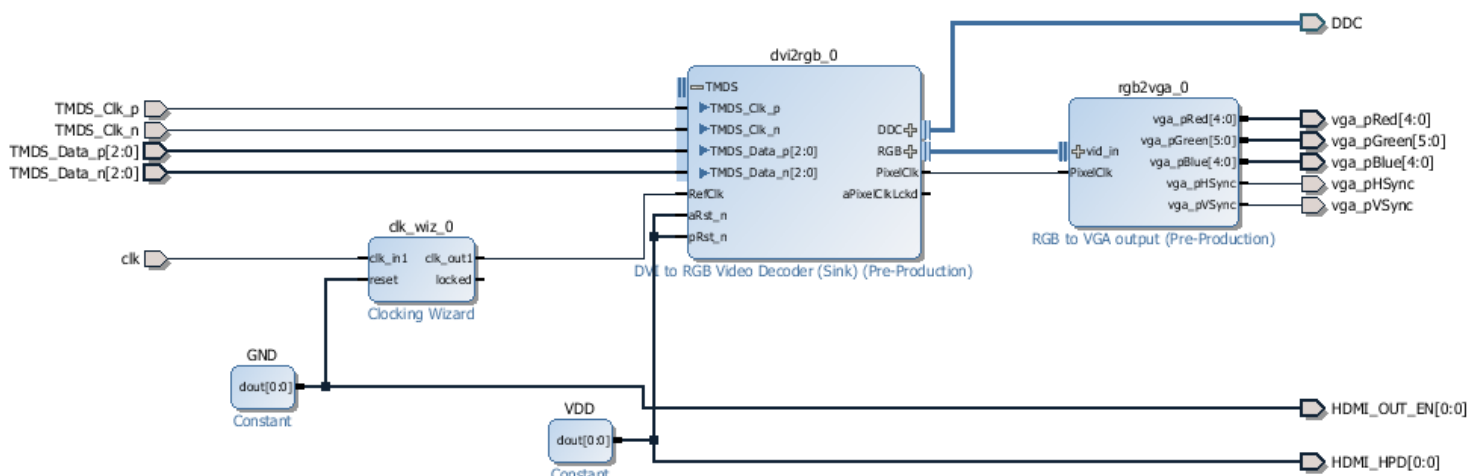 DDC
dvi2rgb_0
TMDS
rgb2vga_0
TMDS_Clk_p
TMDS_Clk_p
vga_pRed[4:0]
vga_pRed[4:0]
TMDS_Clk_n
TMDS_Clk_n
DDC
vga_pGreen[5:0]
vga_pGreen[5:0]
TMDS_Data_p[2:0]
TMDS_Data_p[2:0]
RGB
vid_in
vga_pBlue[4:0]
vga_pBlue[4:0]
TMDS_Data_n[2:0]
TMDS_Data_n[2:0]
PixelClk
PixelClk
vga_pHSync
vga_pHSync
RefClk
aPixelClkLckd
vga_pVSync
vga_pVSync
aRst_n
pRst_n
RGB to VGA output (Pre-Production)
clk_wiz_0
clk
clk_in1
clk_out1
DVI to RGB Video Decoder (Sink) (Pre-Production)
reset
locked
Clocking Wizard
GND
dout[0:0]
Constant
VDD
HDMI_OUT_EN[0:0]
dout[0:0]
HDMI_HPD[0:0]
Constant